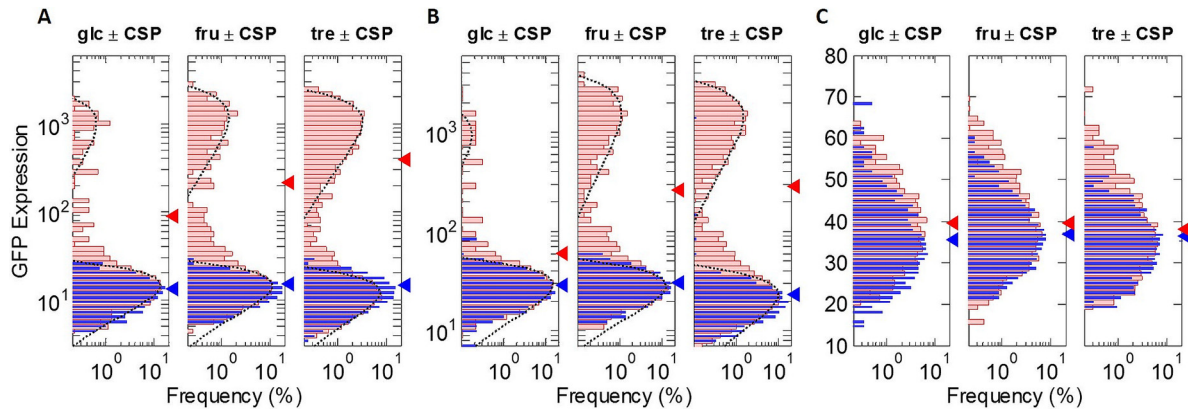 A B C
glc ± CSP fru ± CSP tre ± CSP glc ± CSP fru ± CSP tre ± CSP glc ± CSP fru ± CSP tre ± CSP
GFP Expression
10³ 10² 10¹
10³ 10² 10¹
80 70 60 50 40 30 20 10
10⁰ 10¹ 10⁰ 10¹ 10⁰ 10¹ 10⁰ 10¹ 10⁰ 10¹ 10⁰ 10¹ 10⁰ 10¹ 10⁰ 10¹ 10⁰ 10¹
Frequency (%) Frequency (%) Frequency (%)